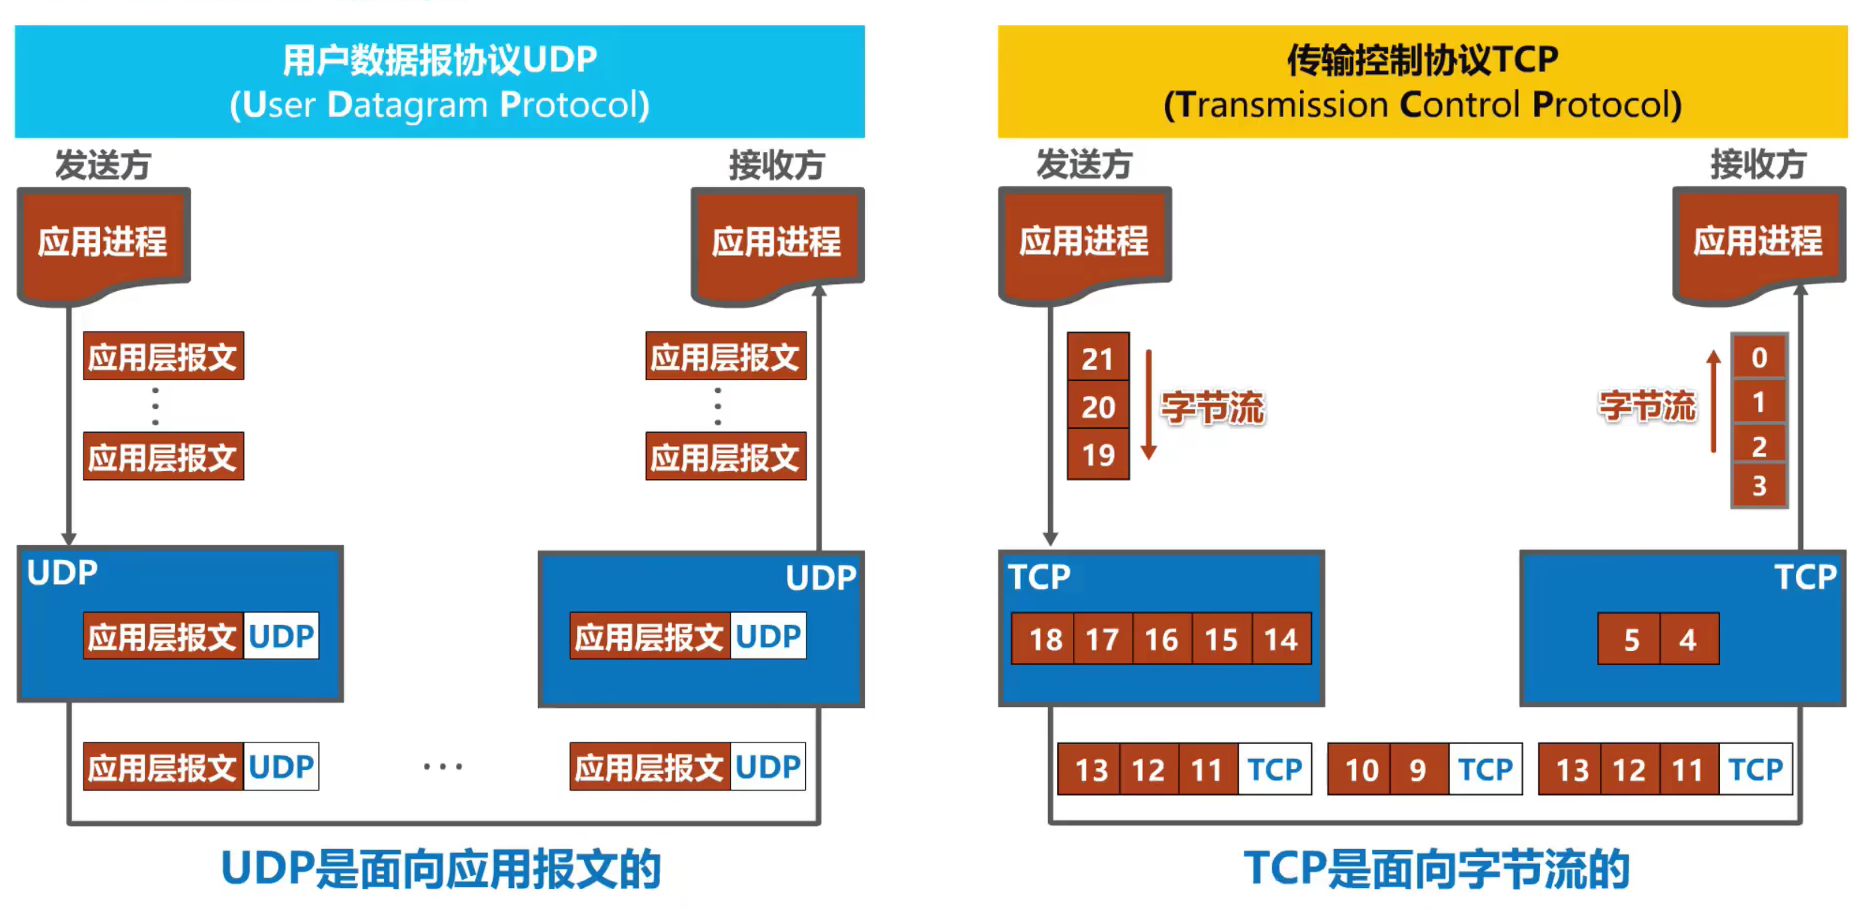 用户数据报协议UDP
(User Datagram Protocol)
发送方
接收方
应用进程
应用进程
应用层报文
应用层报文
应用层报文
应用层报文
UDP
应用层报文 UDP
UDP
应用层报文 UDP
应用层报文 UDP
...
应用层报文 UDP
UDP是面向应用报文的
传输控制协议TCP
(Transmission Control Protocol)
发送方
接收方
应用进程
应用进程
21
20
19
字节流
字节流
0
1
2
3
TCP
18 17 16 15 14
TCP
5 4
13 12 11 TCP
10 9 TCP
13 12 11 TCP
TCP是面向字节流的